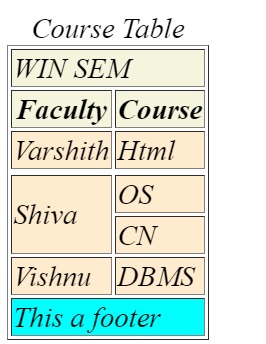 Course Table
WIN SEM
Faculty Course
Varshith Html
Shiva
OS
CN
Vishnu DBMS
This a footer